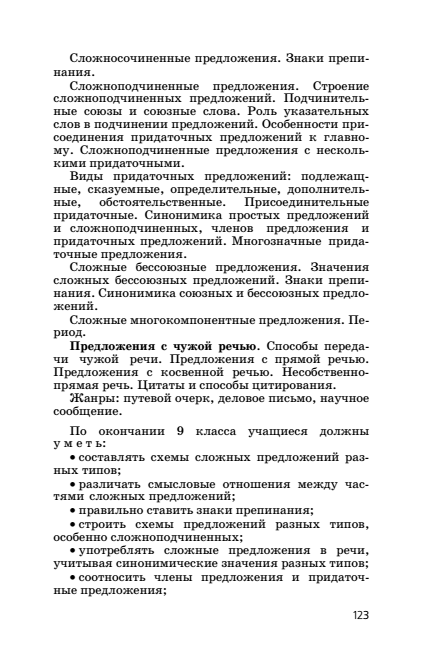 Сложносочиненные предложения. Знаки препи-
нания.
Сложноподчиненные предложения. Строение
сложноподчиненных предложений. Подчинитель-
ные союзы и союзные слова. Роль указательных
слов в подчинении предложений. Особенности при-
соединения придаточных предложений к главно-
му. Сложноподчиненные предложения с несколь-
кими придаточными.
Виды придаточных предложений: подлежащ-
ные, сказуемные, определительные, дополнитель-
ные, обстоятельственные. Присоединительные
придаточные. Синонимика простых предложений
и сложноподчиненных, членов предложения и
придаточных предложений. Многозначные прида-
точные предложения.
Сложные бессоюзные предложения. Значения
сложных бессоюзных предложений. Знаки препи-
нания. Синонимика союзных и бессоюзных предло-
жений.
Сложные многокомпонентные предложения. Пе-
риод.
Предложения с чужой речью. Способы переда-
чи чужой речи. Предложения с прямой речью.
Предложения с косвенной речью. Несобственно-
прямая речь. Цитаты и способы цитирования.
Жанры: путевой очерк, деловое письмо, научное
сообщение.
По окончании 9 класса учащиеся должны
у м е т ь:
• составлять схемы сложных предложений раз-
ных типов;
• различать смысловые отношения между час-
тями сложных предложений;
• правильно ставить знаки препинания;
• строить схемы предложений разных типов,
особенно сложноподчиненных;
• употреблять сложные предложения в речи,
учитывая синонимические значения разных типов;
• соотносить члены предложения и придаточ-
ные предложения;
123